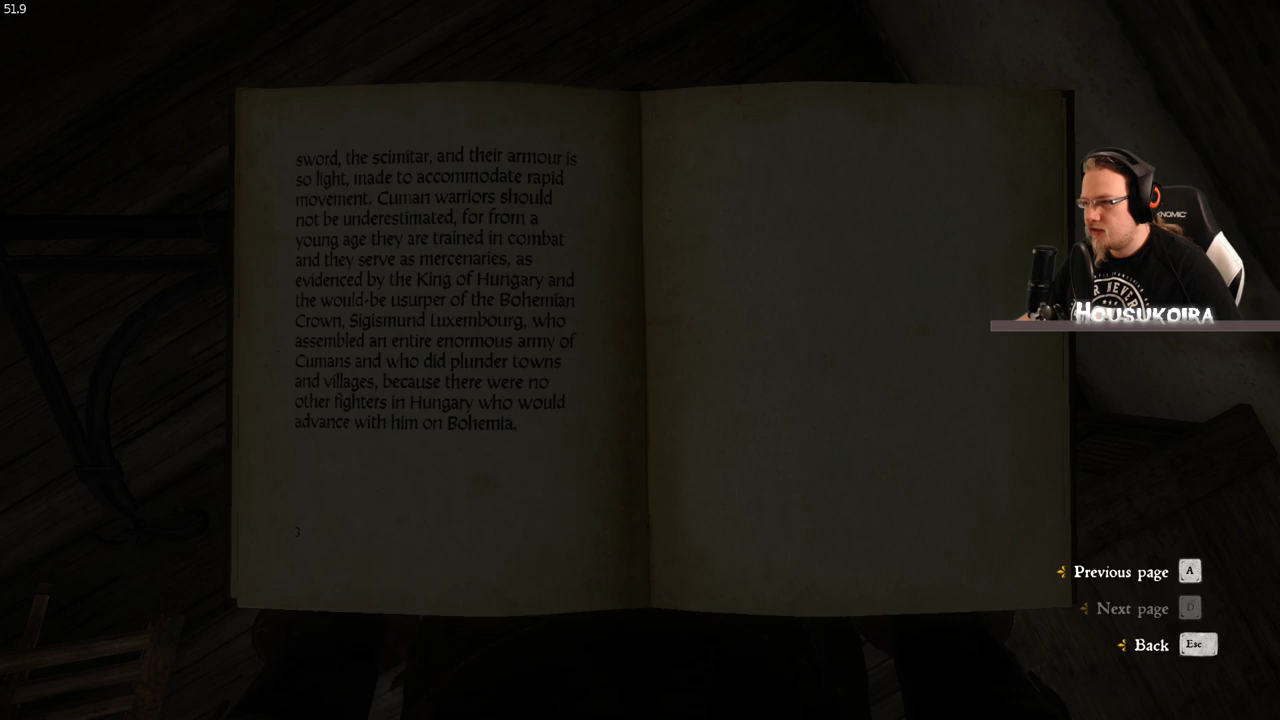 51.9
sword, the scimitar, and their armour is
so light, made to accommodate rapid
movement. Cuman warriors should
not be underestimated, for from a
young age they are trained in combat
and they serve as mercenaries, as
evidenced by the King of Hungary and
the would-be usurper of the Bohemian
Crown, Sigismund Luxembourg, who
assembled an entire enormous army of
Cumans and who did plunder towns
and villages, because there were no
other fighters in Hungary who would
advance with him on Bohemia.
3
HOUSUKOIRA
Previous page A
Next page D
Back Esc